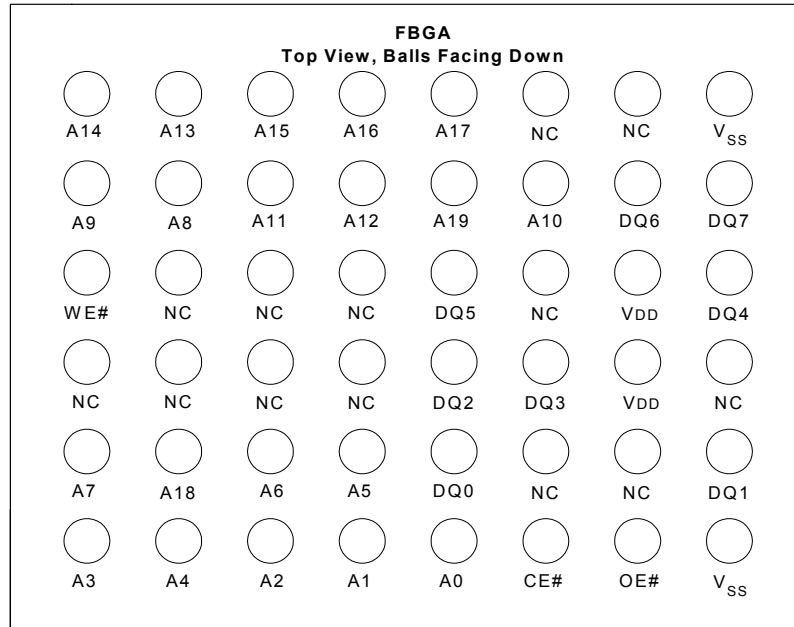 FBGA
Top View, Balls Facing Down
A14 A13 A15 A16 A17 NC NC VSS
A9 A8 A11 A12 A19 A10 DQ6 DQ7
WE# NC NC NC DQ5 NC VDD DQ4
NC NC NC NC DQ2 DQ3 VDD NC
A7 A18 A6 A5 DQ0 NC NC DQ1
A3 A4 A2 A1 A0 CE# OE# VSS